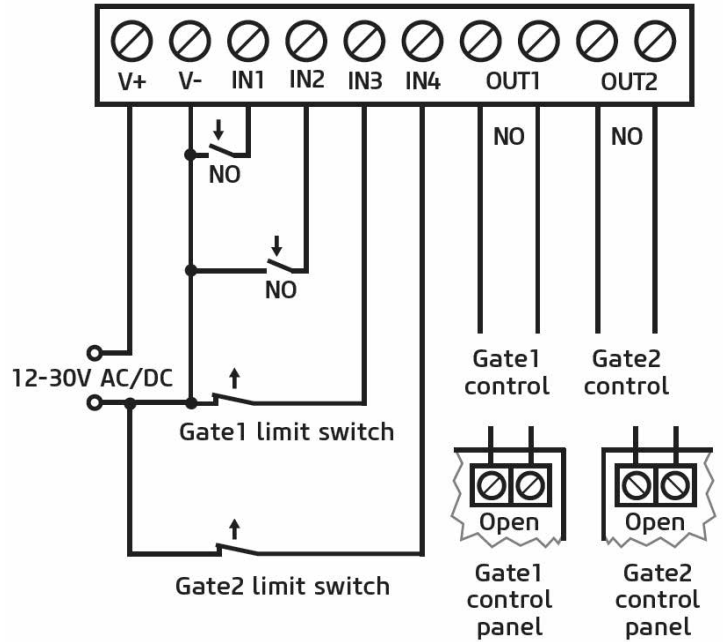 V+ V- IN1 IN2 IN3 IN4 OUT1 OUT2
NO NO
NO
NO
12-30V AC/DC
Gate1 limit switch
Gate2 limit switch
Gate1
control
Gate2
control
Open
Open
Gate1
control
panel
Gate2
control
panel